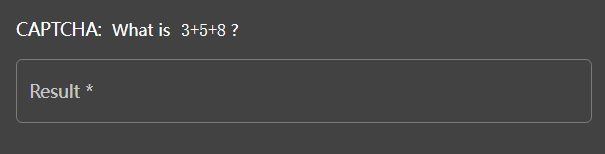 CAPTCHA: What is 3+5+8 ?
Result *